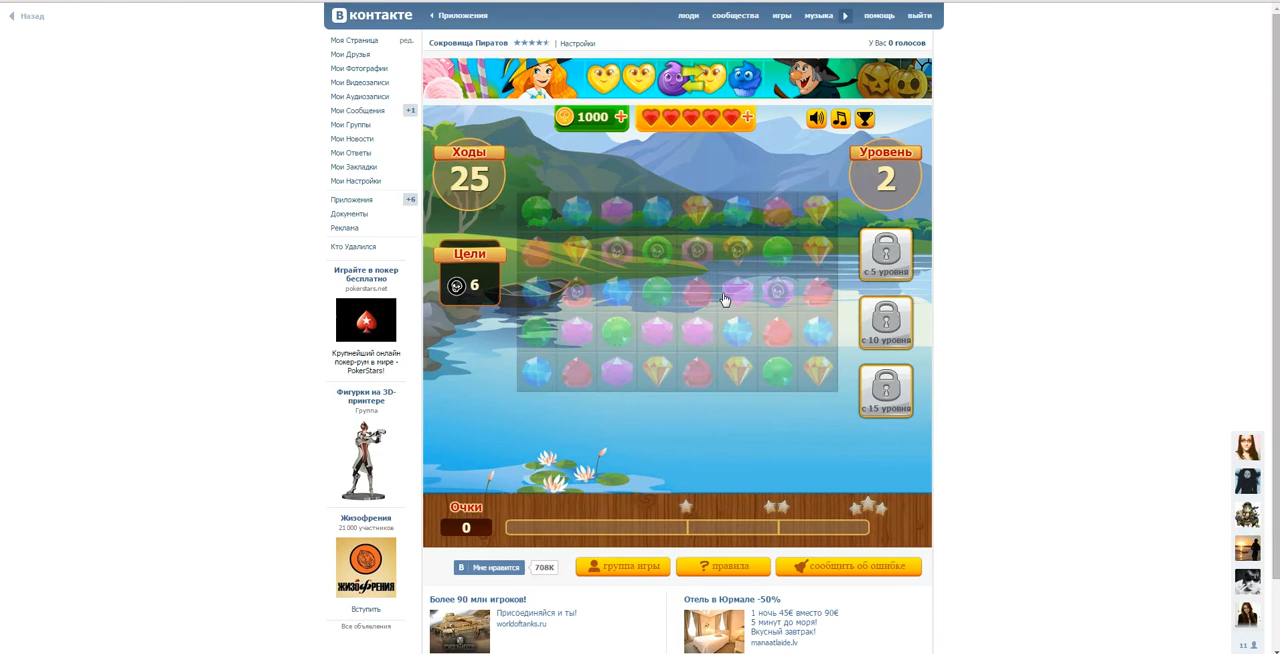 Назад
В контакте
Приложения
люди сообщества игры музыка помощь выйти
Моя Страница ред.
Мои Друзья
Мои Фотографии
Мои Видеозаписи
Мои Аудиозаписи
Мои Сообщения +1
Мои Группы
Мои Новости
Мои Ответы
Мои Закладки
Мои Настройки
Приложения +6
Документы
Реклама
Кто Удалился
Играйте в покер
бесплатно
pokerstars.net
Крупнейший онлайн
покер-рум в мире -
PokerStars!
Фигурки на 3D-
принтере
Группа
Жизофрения
21 000 участников
ЖИЗОФРЕНИЯ
Вступить
Все объявления
Сокровища Пиратов | Настройки
У Вас 0 голосов
1000
Ходы
25
Уровень
2
Цели
6
с 5 уровня
с 10 уровня
с 15 уровня
Очки
0
В Мне нравится 708K
группа игры
? правила
сообщить об ошибке
Более 90 млн игроков!
Присоединяйся и ты!
worldoftanks.ru
Отель в Юрмале -50%
1 ночь 45€ вместо 90€
5 минут до моря!
Вкусный завтрак!
manaatlaide.lv
11